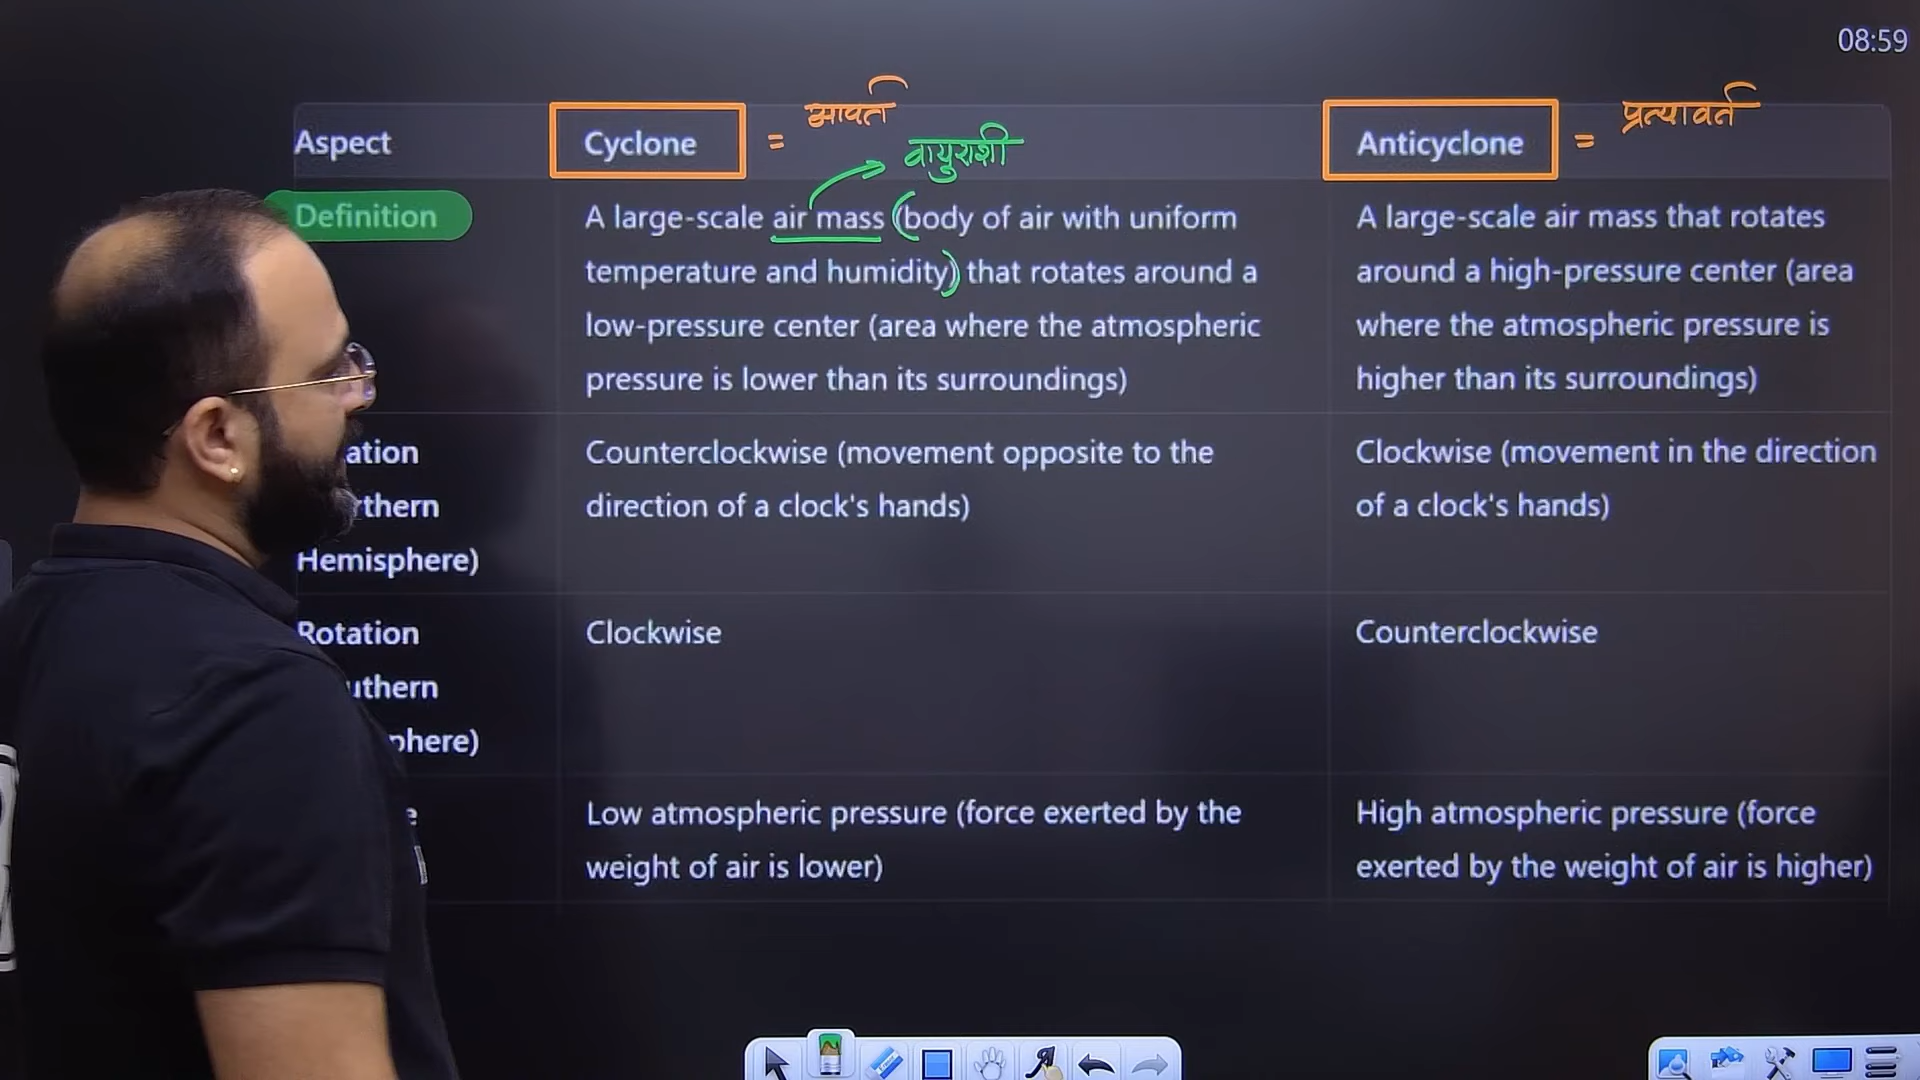 08:59
Aspect
Cyclone
= आवर्त
Anticyclone
= प्रत्यावर्त
वायुराशी
Definition
A large-scale air mass (body of air with uniform
temperature and humidity) that rotates around a
low-pressure center (area where the atmospheric
pressure is lower than its surroundings)
A large-scale air mass that rotates
around a high-pressure center (area
where the atmospheric pressure is
higher than its surroundings)
ation
rthern
Hemisphere)
Counterclockwise (movement opposite to the
direction of a clock's hands)
Clockwise (movement in the direction
of a clock's hands)
Rotation
uthern
phere)
Clockwise
Counterclockwise
e
Low atmospheric pressure (force exerted by the
weight of air is lower)
High atmospheric pressure (force
exerted by the weight of air is higher)